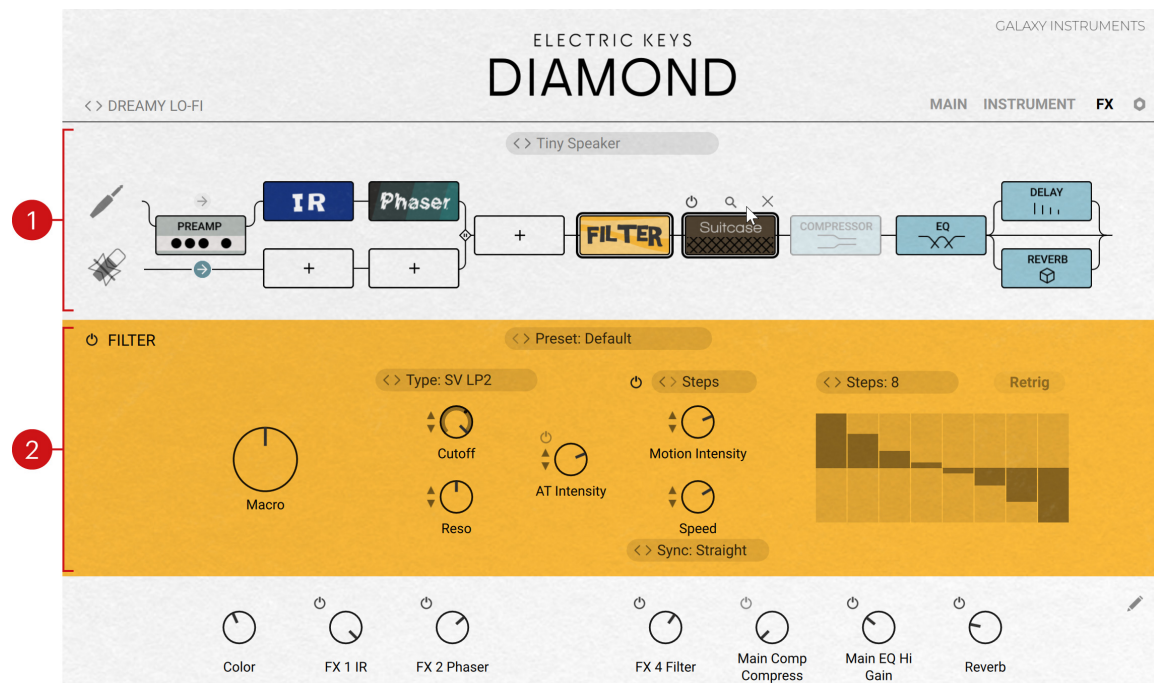 GALAXY INSTRUMENTS
ELECTRIC KEYS
DIAMOND
< > DREAMY LO-FI
MAIN INSTRUMENT FX
< > Tiny Speaker
1
IR
Phaser
PREAMP
+
FILTER
Suitcase
COMPRESSOR
EQ
DELAY
REVERB
+
+
2
FILTER
< > Preset: Default
< > Type: SV LP2
< > Steps
< > Steps: 8
Retrig
Cutoff
Motion Intensity
Macro
AT Intensity
Reso
Speed
< > Sync: Straight
Color
FX 1 IR
FX 2 Phaser
FX 4 Filter
Main Comp
Compress
Main EQ Hi
Gain
Reverb